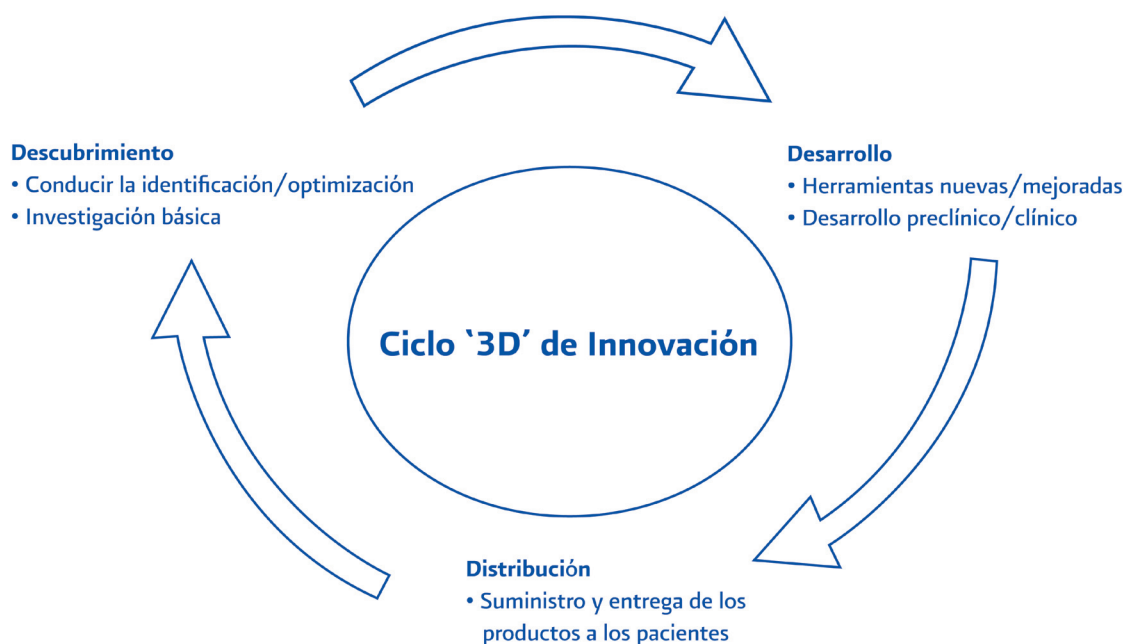 Descubrimiento
• Conducir la identificación/optimización
• Investigación básica
Desarrollo
• Herramientas nuevas/mejoradas
• Desarrollo preclínico/clínico
Ciclo ‵3D′ de Innovación
Distribución
• Suministro y entrega de los
productos a los pacientes